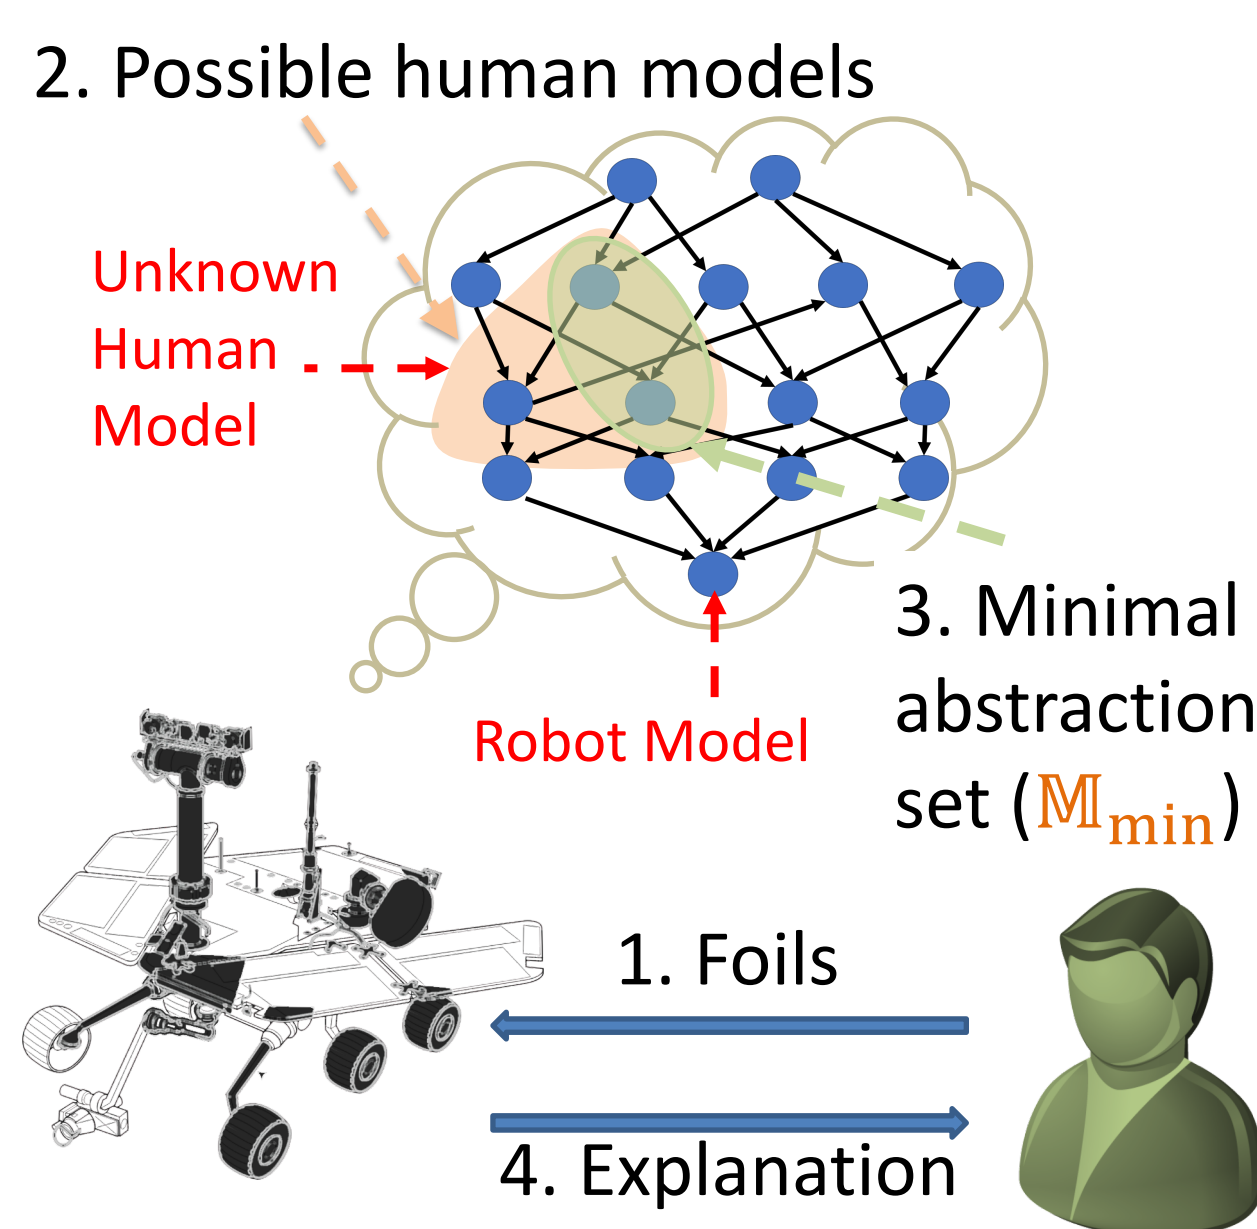 2. Possible human models
Unknown
Human
Model
3. Minimal
abstraction
set (𝕄min)
Robot Model
1. Foils
4. Explanation